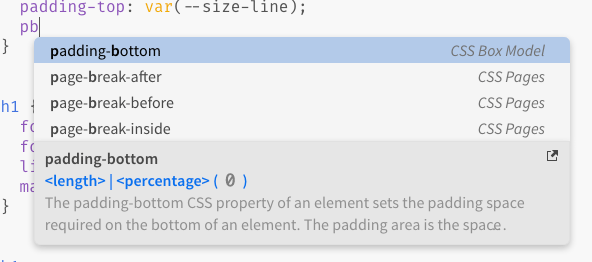 padding-top: var(--size-line);
pb
}
padding-bottom CSS Box Model
page-break-after CSS Pages
page-break-before CSS Pages
page-break-inside CSS Pages
h1 {
fo
fo
li
ma
}
padding-bottom
<length> | <percentage> ( 0 )
The padding-bottom CSS property of an element sets the padding space
required on the bottom of an element. The padding area is the space...